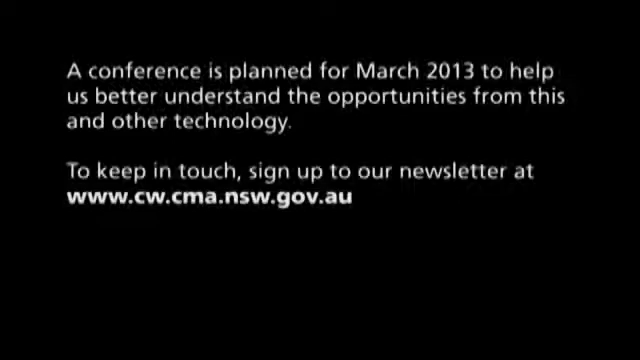 A conference is planned for March 2013 to help
us better understand the opportunities from this
and other technology.
To keep in touch, sign up to our newsletter at
www.cw.cma.nsw.gov.au